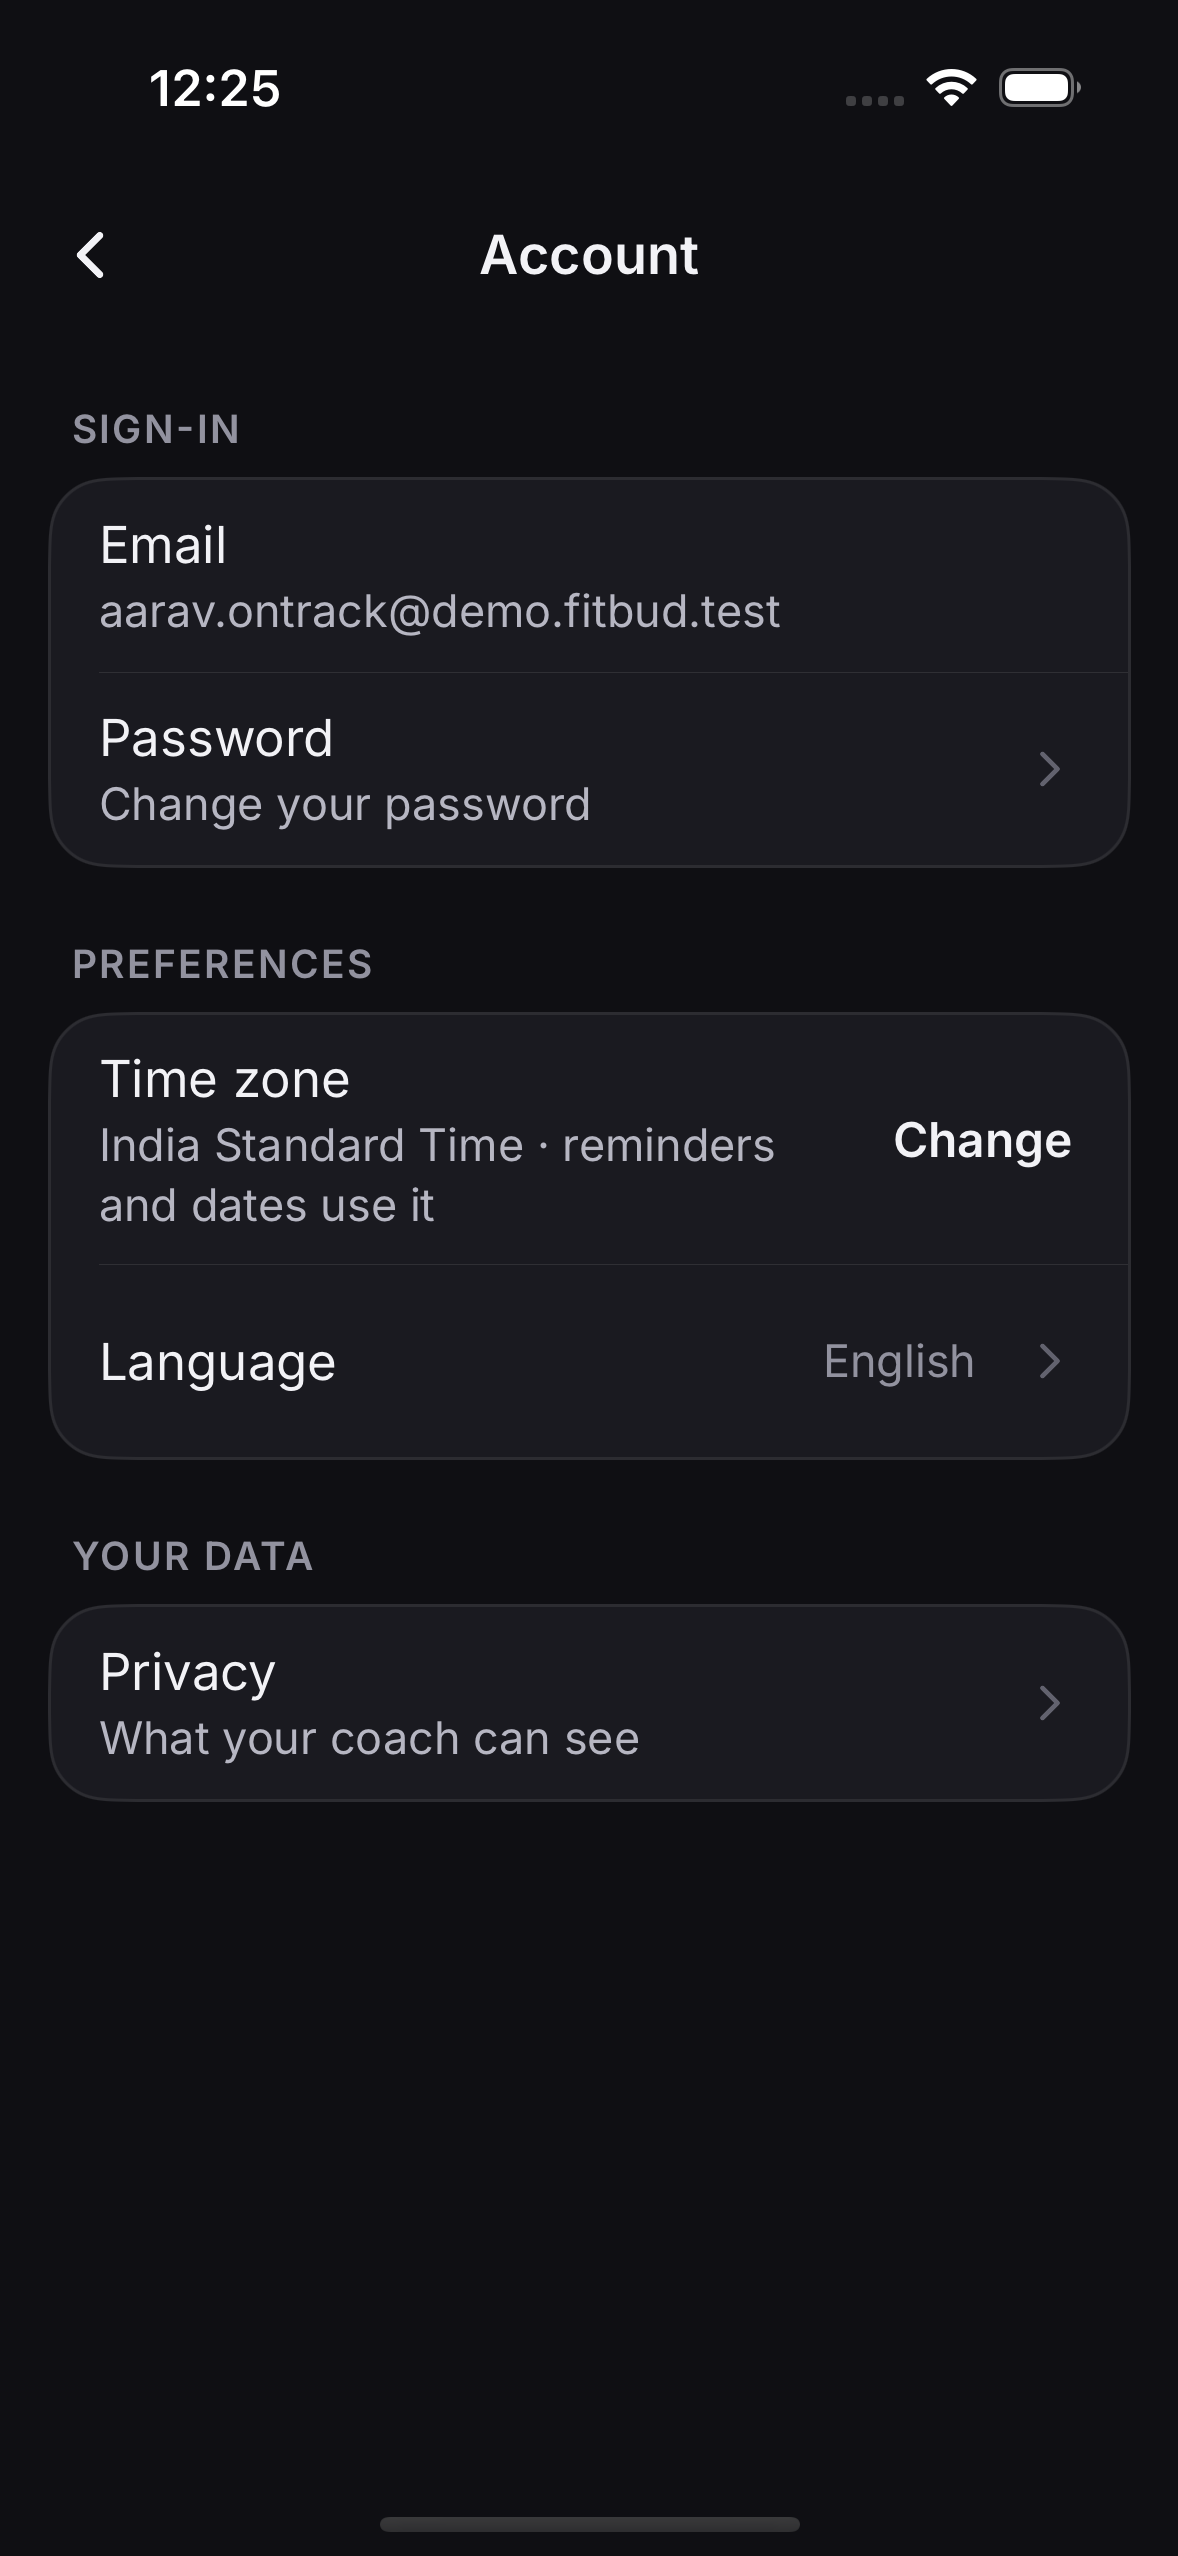 12:25
Account
SIGN-IN
Email
aarav.ontrack@demo.fitbud.test
Password
Change your password
PREFERENCES
Time zone
India Standard Time · reminders
and dates use it
Change
Language
English
YOUR DATA
Privacy
What your coach can see